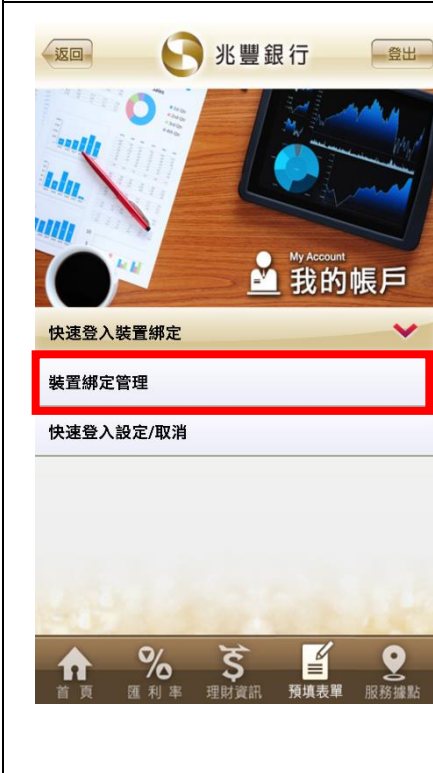 返回
兆豐銀行
登出
My Account
我的帳戶
快速登入裝置綁定
裝置綁定管理
快速登入設定/取消
首頁
匯利率
理財資訊
預填表單
服務據點